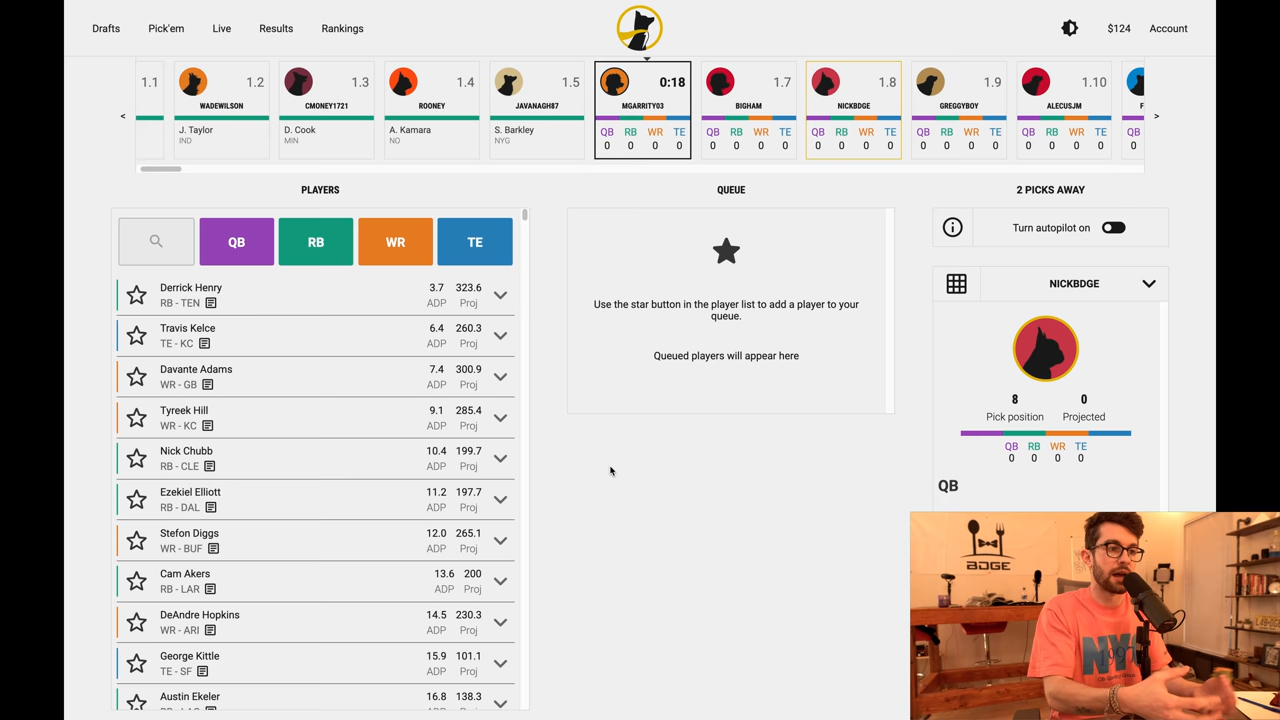 Drafts Pick'em Live Results Rankings $124 Account
1.1 1.2 1.3 1.4 1.5 0:18 1.7 1.8 1.9 1.10
WADEWILSON CMONEY1721 ROONEY JAVANAGH87 MGARRITY03 BIGHAM NICKBDGE GREGGYBOY ALECUSJM F
J. Taylor D. Cook A. Kamara S. Barkley QB RB WR TE QB RB WR TE QB RB WR TE QB RB WR TE QB RB WR TE QB
IND MIN NO NYG 0 0 0 0 0 0 0 0 0 0 0 0 0 0 0 0 0 0 0 0 0
< >
PLAYERS QUEUE 2 PICKS AWAY
QB RB WR TE
Turn autopilot on
Derrick Henry 3.7 323.6
RB - TEN ADP Proj
Travis Kelce 6.4 260.3
TE - KC ADP Proj
Davante Adams 7.4 300.9
WR - GB ADP Proj
Tyreek Hill 9.1 285.4
WR - KC ADP Proj
Nick Chubb 10.4 199.7
RB - CLE ADP Proj
Ezekiel Elliott 11.2 197.7
RB - DAL ADP Proj
Stefon Diggs 12.0 265.1
WR - BUF ADP Proj
Cam Akers 13.6 200
RB - LAR ADP Proj
DeAndre Hopkins 14.5 230.3
WR - ARI ADP Proj
George Kittle 15.9 101.1
TE - SF ADP Proj
Austin Ekeler 16.8 138.3
Use the star button in the player list to add a player to your
queue.
Queued players will appear here
NICKBDGE
8 0
Pick position Projected
QB RB WR TE
0 0 0 0
QB
BDGE
NYC
1997